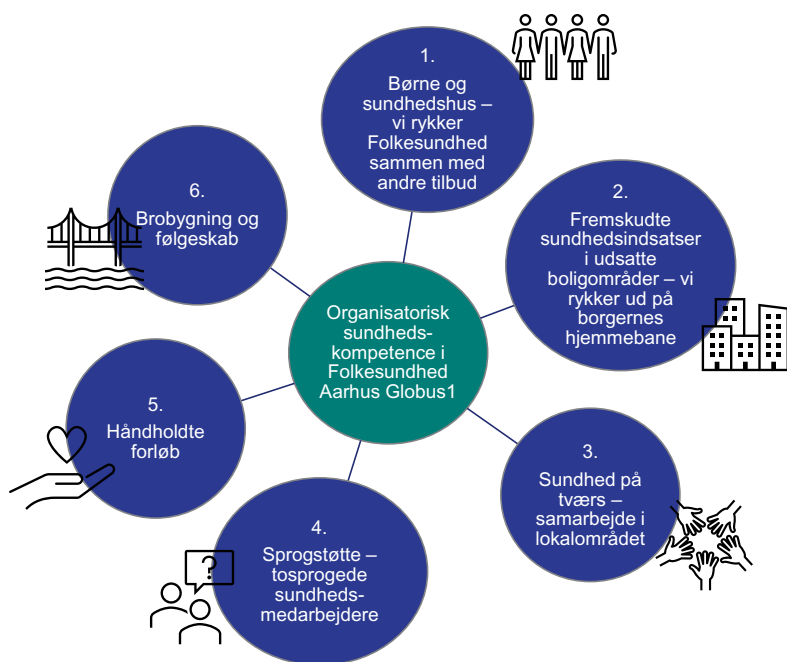 1.
Børne og
sundhedshus –
vi rykker
Folkesundhed
sammen med
andre tilbud
2.
Fremskudte
sundhedsindsatser
i udsatte
boligområder – vi
rykker ud på
borgernes
hjemmebane
3.
Sundhed på
tværs –
samarbejde i
lokalområdet
4.
Sprogstøtte –
tosprogede
sundheds-
medarbejdere
?
5.
Håndholdte
forløb
6.
Brobygning og
følgeskab
Organisatorisk
sundheds-
kompetence i
Folkesundhed
Aarhus Globus1